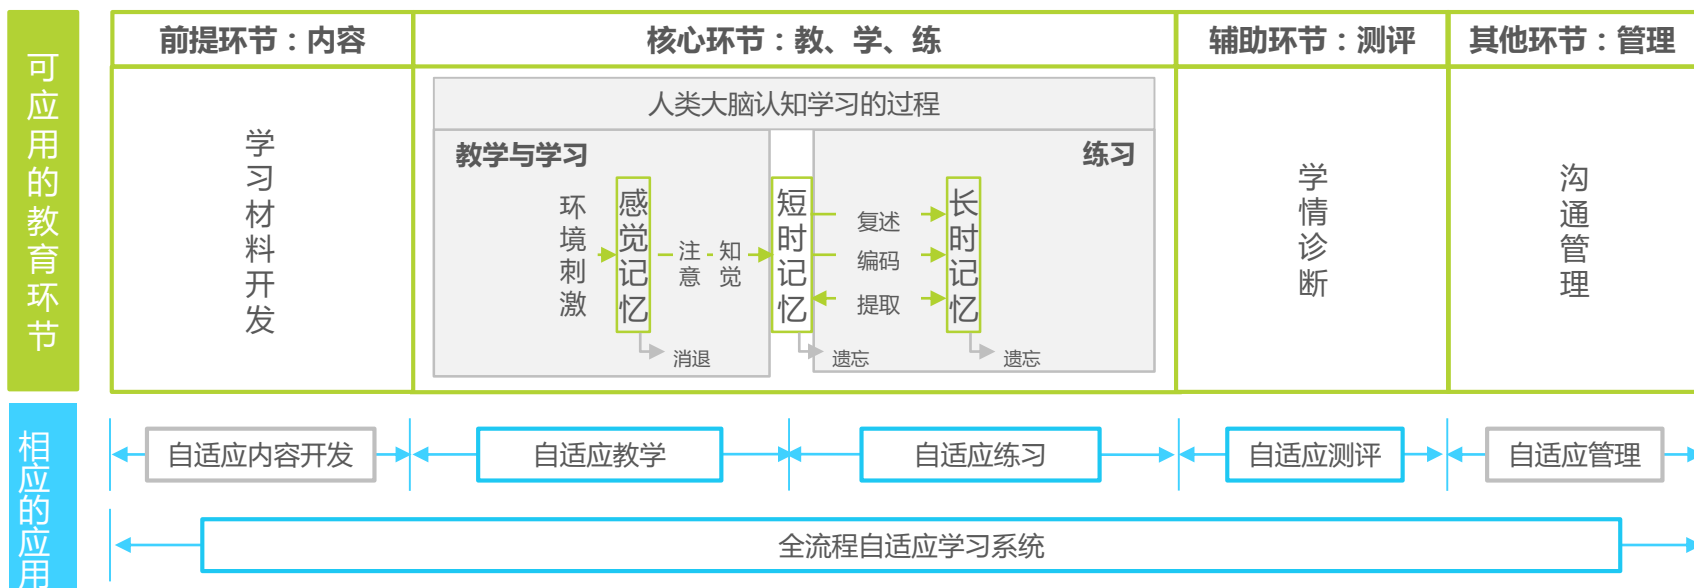 可应用的教育环节
前提环节：内容
核心环节：教、学、练
辅助环节：测评
其他环节：管理
学习材料开发
人类大脑认知学习的过程
教学与学习
练习
环境刺激
感觉记忆
注意
知觉
短时记忆
复述
编码
提取
长时记忆
消退
遗忘
遗忘
学情诊断
沟通管理
相应的应用
自适应内容开发
自适应教学
自适应练习
自适应测评
自适应管理
全流程自适应学习系统